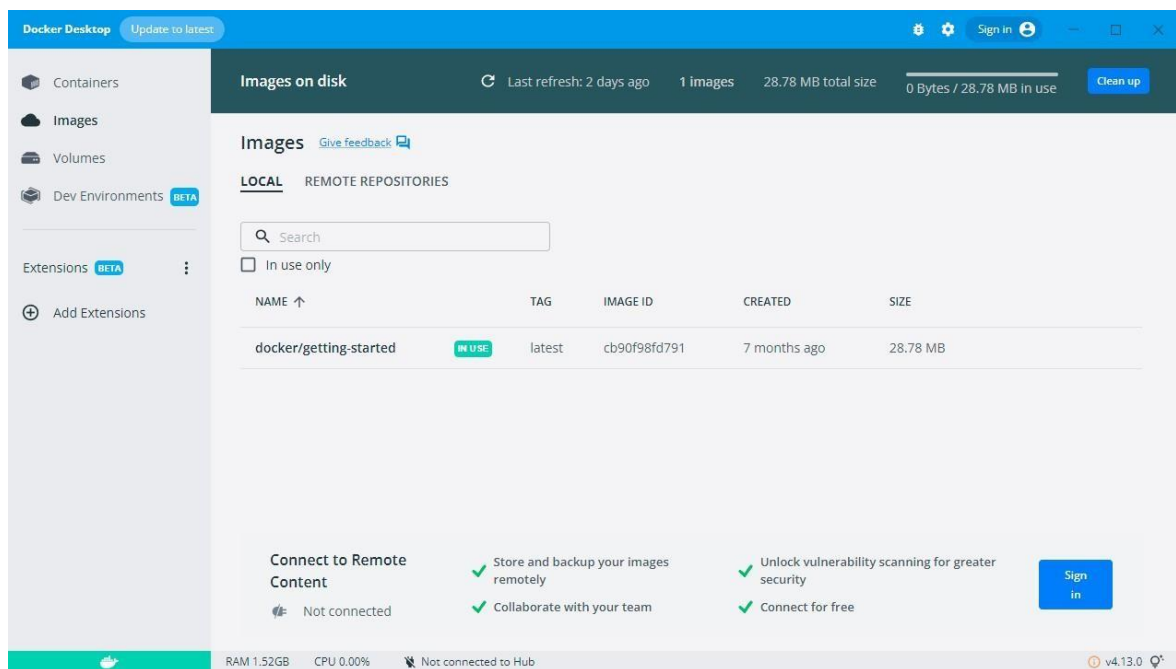 Docker Desktop Update to latest Sign in
Containers
Images
Volumes
Dev Environments BETA
Extensions BETA
Add Extensions
Images on disk Last refresh: 2 days ago 1 images 28.78 MB total size 0 Bytes / 28.78 MB in use Clean up
Images Give feedback
LOCAL REMOTE REPOSITORIES
Search
In use only
NAME TAG IMAGE ID CREATED SIZE
docker/getting-started IN USE latest cb90f98fd791 7 months ago 28.78 MB
Connect to Remote
Content
Not connected
Store and backup your images
remotely
Collaborate with your team
Unlock vulnerability scanning for greater
security
Connect for free
Sign
in
RAM 1.52GB CPU 0.00% Not connected to Hub v4.13.0